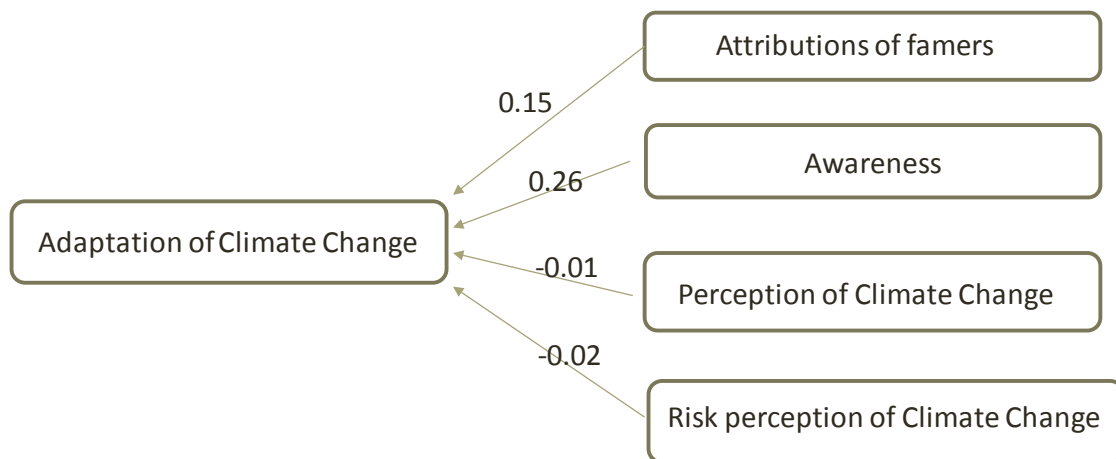 Attributions of famers
0.15
Awareness
0.26
Adaptation of Climate Change
-0.01
Perception of Climate Change
-0.02
Risk perception of Climate Change